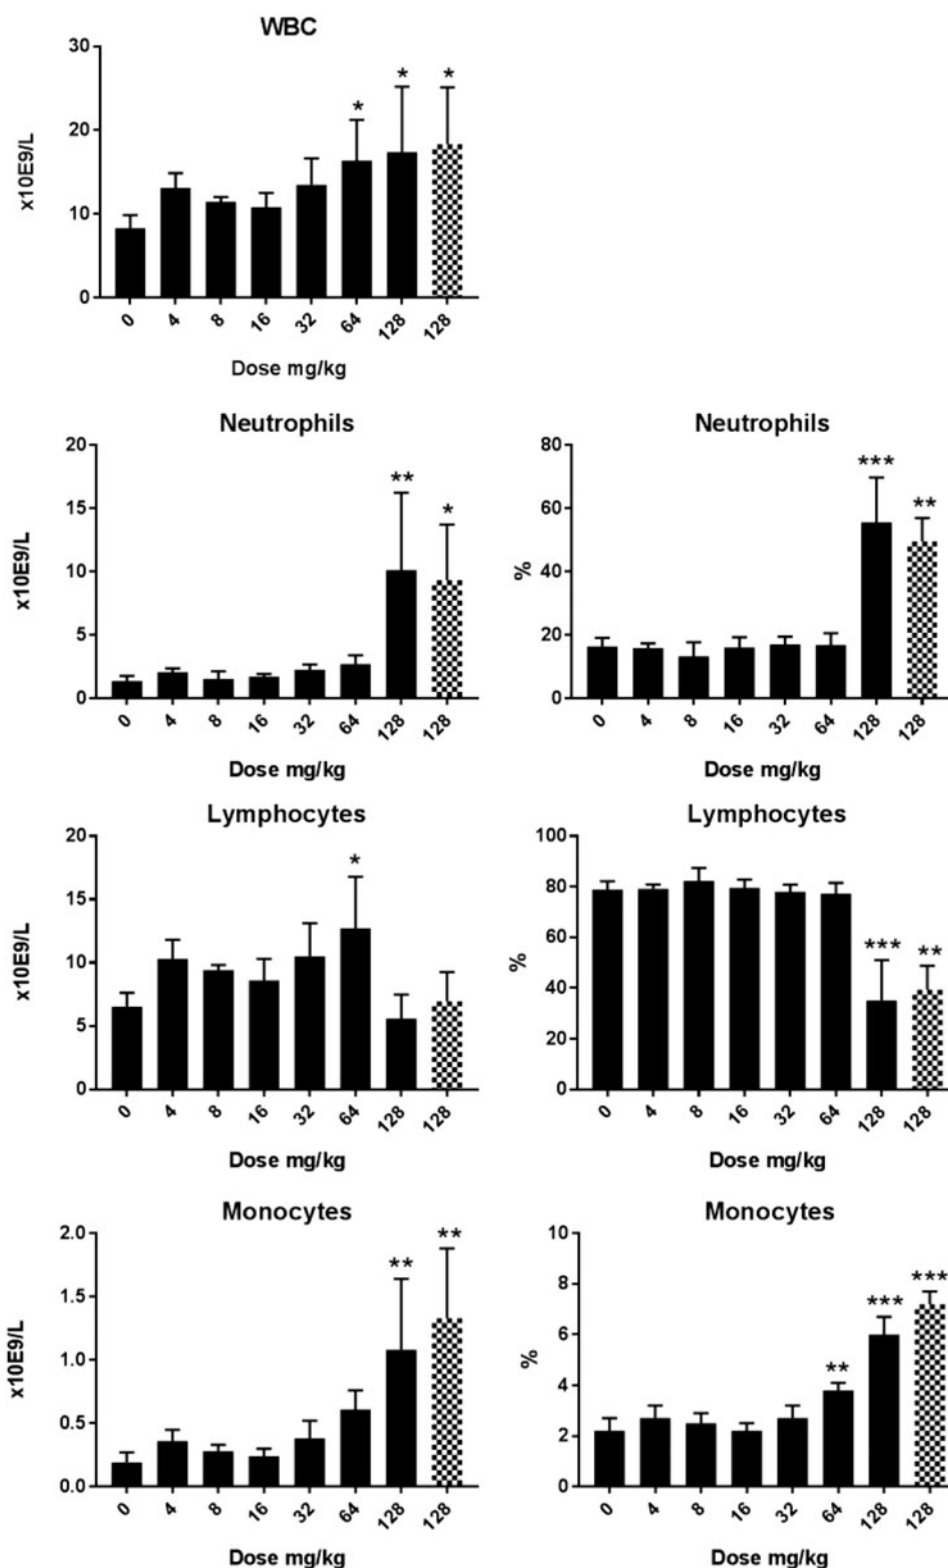 WBC
30
20
10
0
x10E9/L
*
*
*
0 4 8 16 32 64 128 128
Dose mg/kg
Neutrophils
20
15
10
5
0
x10E9/L
**
*
0 4 8 16 32 64 128 128
Dose mg/kg
Neutrophils
80
60
40
20
0
%
***
**
0 4 8 16 32 64 128 128
Dose mg/kg
Lymphocytes
20
15
10
5
0
x10E9/L
*
0 4 8 16 32 64 128 128
Dose mg/kg
Lymphocytes
100
80
60
40
20
0
%
***
**
0 4 8 16 32 64 128 128
Dose mg/kg
Monocytes
2.0
1.5
1.0
0.5
0.0
x10E9/L
**
**
0 4 8 16 32 64 128 128
Dose mg/kg
Monocytes
10
8
6
4
2
0
%
**
***
***
0 4 8 16 32 64 128 128
Dose mg/kg